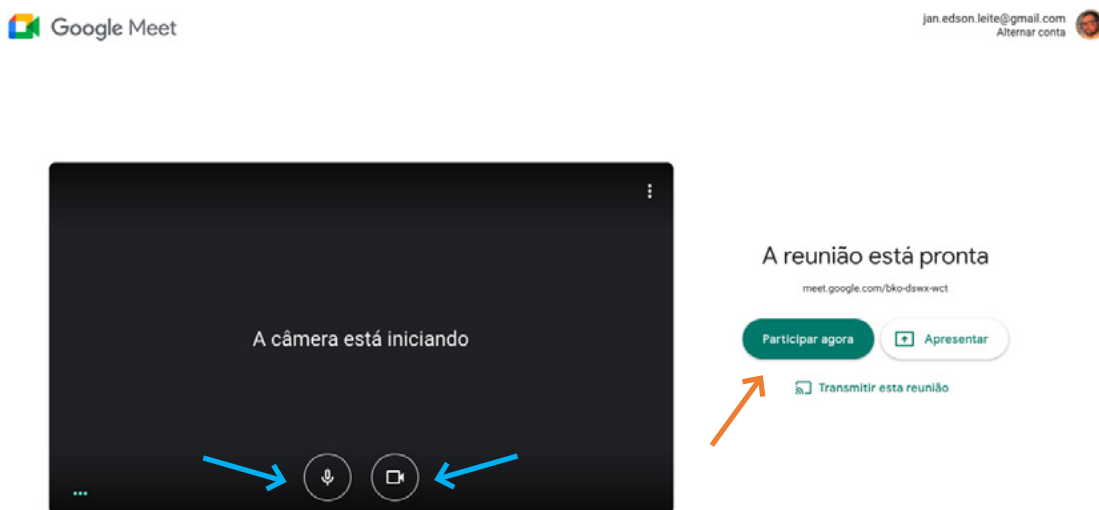 Google Meet
jan.edson.leite@gmail.com
Alternar conta
A câmera está iniciando
A reunião está pronta
meet.google.com/bko-dswx-wct
Participar agora
Apresentar
Transmitir esta reunião